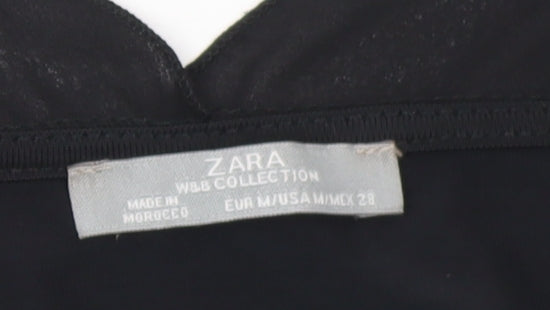 ZARA
W&B COLLECTION
MADE IN
MOROCCO
EUR M/USA M/MEX 28